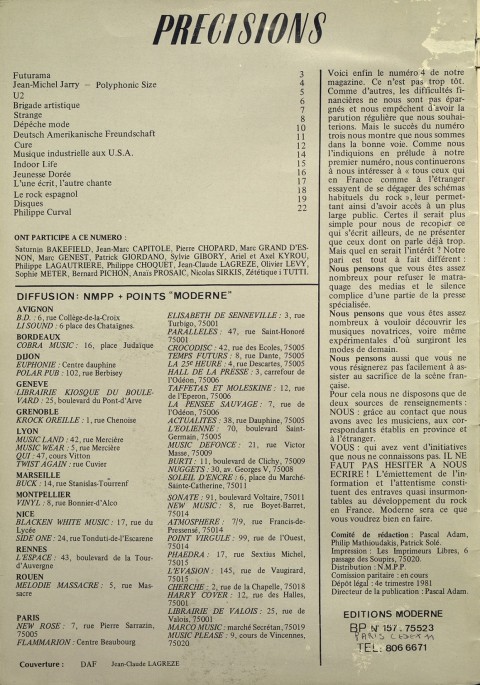 PRECISIONS
Futurama 3
Jean-Michel Jarry — Polyphonic Size 4
U2 5
Brigade artistique 6
Strange 7
Dépêche mode 8
Deutsch Amerikanische Freundschaft 10
Cure 11
Musique industrielle aux U.S.A. 12
Indoor Life 14
Jeunesse Dorée 15
L'une écrit, l'autre chante 16
Le rock espagnol 17
Disques 18
Philippe Curval 19
22
ONT PARTICIPE A CE NUMERO :
Saturnin BAKEFIELD, Jean-Marc CAPITOLE, Pierre CHOPARD, Marc GRAND D'ES-
NON, Marc GENEST, Patrick GIORDANO, Sylvie GIBORY, Ariel et Axel KYROU,
Philippe LAGAUTRIERE, Philippe CHOQUET, Jean-Claude LAGREZE, Olivier LEVY,
Sophie METER, Bernard PICHON, Anaïs PROSAIC, Nicolas SIRKIS, Zététique i TUTTI.
DIFFUSION: NMPP + POINTS "MODERNE"
AVIGNON
B.D. : 6, rue Collège-de-la-Croix
LI SOUND : 6 place des Chataignes.
BORDEAUX
COBRA MUSIC : 16, place Judaïque
DIJON
EUPHONIE : Centre dauphine
POLAR PUB : 102, rue Berbisey
GENEVE
LIBRAIRIE KIOSQUE DU BOULE-
VARD : 25, boulevard du Pont-d'Arve
GRENOBLE
KROCK OREILLE : 1, rue Chenoise
LYON
MUSIC LAND : 42, rue Mercière
MUSIC WEAR : 5, rue Mercière
QUI : 47, cours Vitton
TWIST AGAIN : rue Cuvier
MARSEILLE
BUCK : 14, rue Stanislas-Tourrenf
MONTPELLIER
VINYL : 8, rue Bonnier-d'Alco
NICE
BLACKEN WHITE MUSIC : 17, rue du
Lycée
SIDE ONE : 24, rue Tonduti-de-l'Escarene
RENNES
L'ESPACE : 43, boulevard de la Tour-
d'Auvergne
ROUEN
MELODIE MASSACRE : 5, rue Mas-
sacre
PARIS
NEW ROSE : 7, rue Pierre Sarrazin,
75005
FLAMMARION : Centre Beaubourg
ELISABETH DE SENNEVILLE : 3, rue
Turbigo, 75001
PARALLELES : 47, rue Saint-Honoré
75001
CROCODISC : 42, rue des Ecoles, 75005
TEMPS FUTURS : 8, rue Dante, 75005
LA 25e HEURE : 4, rue Descartes, 75005
HALL DE LA PRESSE : 3, carrefour de
l'Odéon, 75006
TAFFETAS ET MOLESKINE : 12, rue
de l'Eperon, 75006
LA PENSEE SAUVAGE : 7, rue de
l'Odéon, 75006
ACTUALITES : 38, rue Dauphine, 75005
L'EOLIENNE : 70, boulevard Saint-
Germain, 75005
MUSIC DEFONCE : 21, rue Victor
Masse, 75009
BURTI : 11, boulevard de Clichy, 75009
NUGGETS : 30, av. Georges V, 75008
SOLEIL D'ENCRE : 6, place du Marché-
Sainte-Catherine, 75011
SONATE : 91, boulevard Voltaire, 75011
NEW MUSIC : 8, rue Boyet-Barret,
75014
ATMOSPHERE : 7/9, rue Francis-de-
Pressensé, 75014
POINT VIRGULE : 99, rue de l'Ouest,
75014
PHAEDRA : 17, rue Sextius Michel,
75015
L'EVASION : 145, rue de Vaugirard,
75015
CHERCHE : 2, rue de la Chapelle, 75018
HARRY COVER : 12, rue des Halles,
75001
LIBRAIRIE DE VALOIS : 25, rue de
Valois, 75001
MARCO MUSIC : marché Secrétan, 75019
MUSIC PLEASE : 9, cours de Vincennes,
75020
Couverture : DAF Jean-Claude LAGREZE
Voici enfin le numéro 4 de notre
magazine. Ce n'est pas trop tôt.
Comme d'autres, les difficultés fi-
nancières ne nous sont pas épar-
gnés et nous empêchent d'avoir la
parution régulière que nous souhai-
terions. Mais le succès du numéro
trois nous montre que nous sommes
dans la bonne voie. Comme nous
l'indiquions en prélude à notre
premier numéro, nous continuerons
à nous intéresser à « tous ceux qui
en France comme à l'étranger
essayent de se dégager des schémas
habituels du rock », leur permet-
tant ainsi d'avoir accès à un plus
large public. Certes il serait plus
simple pour nous de recopier ce
qui s'écrit ailleurs, de ne présenter
que ceux dont on parle déjà trop.
Mais quel en serait l'intérêt ? Notre
pari est tout à fait différent :
Nous pensons que vous êtes assez
nombreux pour refuser le matra-
quage des medias et le silence
complice d'une partie de la presse
spécialisée.
Nous pensons que vous êtes assez
nombreux à vouloir découvrir les
musiques novatrices, voire même
expérimentales d'où surgiront les
modes de demain.
Nous pensons aussi que vous ne
vous résignerez pas facilement à as-
sister au sacrifice de la scène fran-
çaise.
Pour cela nous ne disposons que de
deux sources de renseignements :
NOUS : grâce au contact que nous
avons avec les musiciens, aux cor-
respondants établis en province et
à l'étranger.
VOUS : qui avez vent d'initiatives
que nous ne connaissons pas. IL NE
FAUT PAS HESITER A NOUS
ECRIRE ! L'émiettement de l'in-
formation et l'attentisme consti-
tuent des entraves quasi insurmon-
tables au développement du rock
en France. Moderne sera ce que
vous voudrez bien en faire.
Comité de rédaction : Pascal Adam,
Philip Mathioudakis, Patrick Solé.
Impression : Les Imprimeurs Libres, 6
passage des Soupirs, 75020.
Distribution : N.M.P.P.
Comission paritaire : en cours
Dépôt légal : 4e trimestre 1981
Directeur de la publication : Pascal Adam.
EDITIONS MODERNE
BP N° 157. 75523
PARIS CEDEX 11
TEL: 806 6671